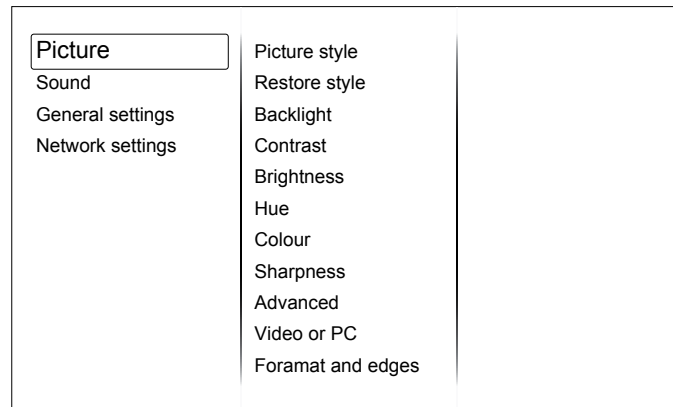 Picture
Sound
General settings
Network settings
Picture style
Restore style
Backlight
Contrast
Brightness
Hue
Colour
Sharpness
Advanced
Video or PC
Foramat and edges